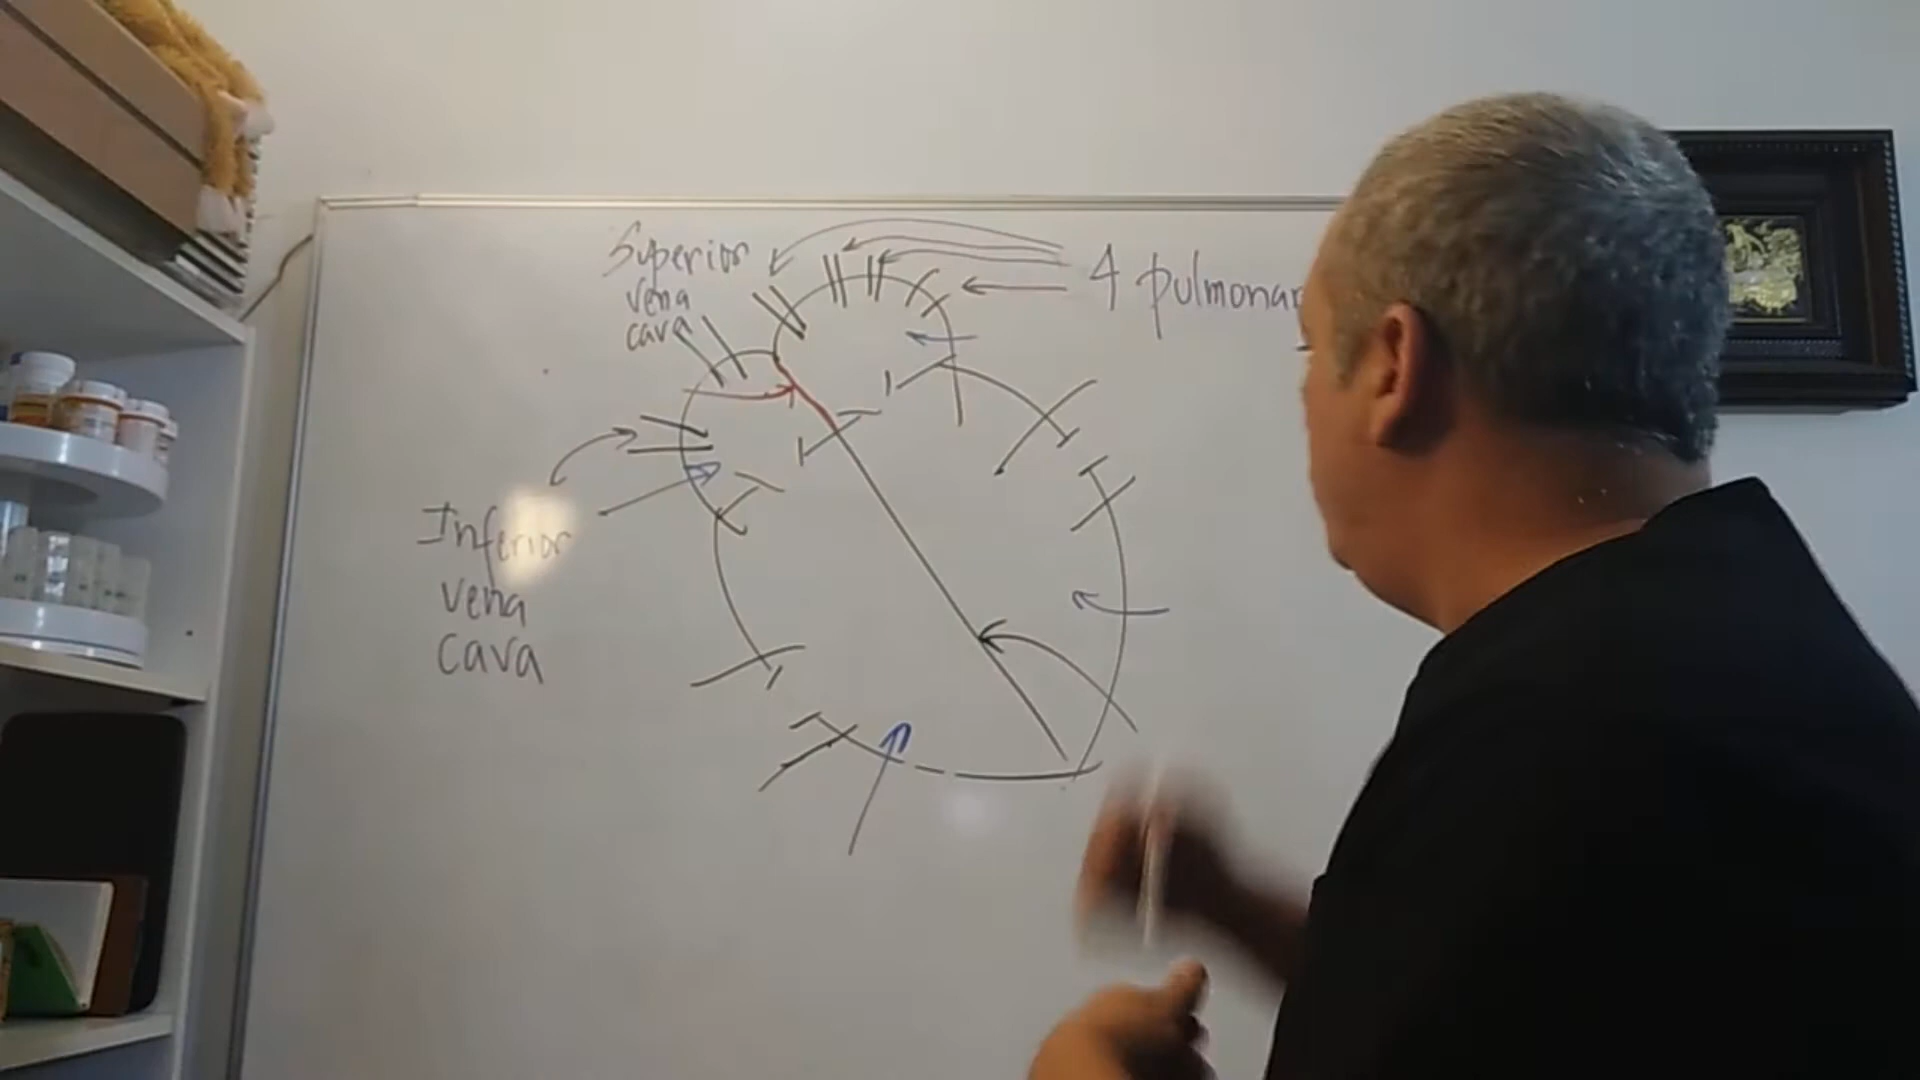 Superior
vena
cava
4 pulmonar
Inferior
vena
cava